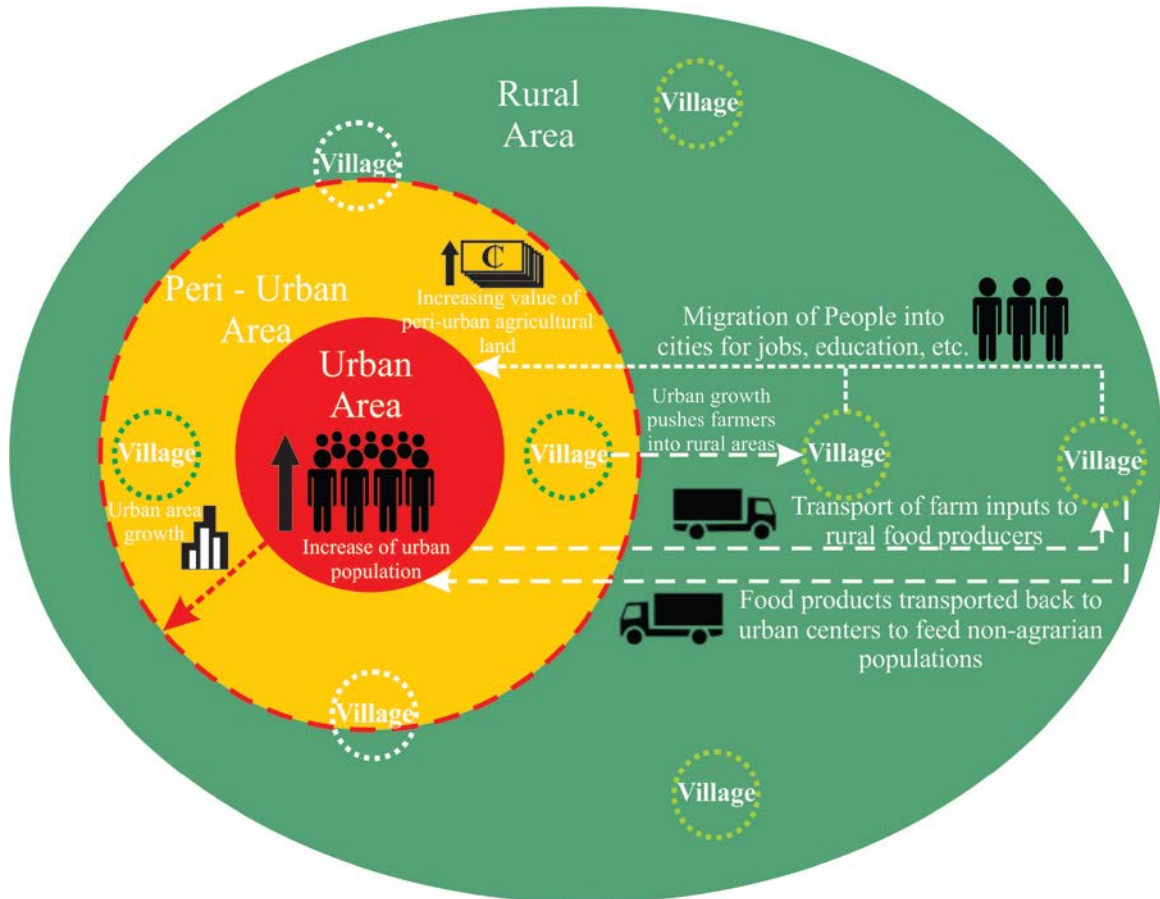 Rural
Area
Village
Village
₵
Increasing value of
peri-urban agricultural
land
Peri - Urban
Area
Urban
Area
Increase of urban
population
Village
Urban area
growth
Village
Migration of People into
cities for jobs, education, etc.
Urban growth
pushes farmers
into rural areas
Village
Village
Transport of farm inputs to
rural food producers
Food products transported back to
urban centers to feed non-agrarian
populations
Village
Village